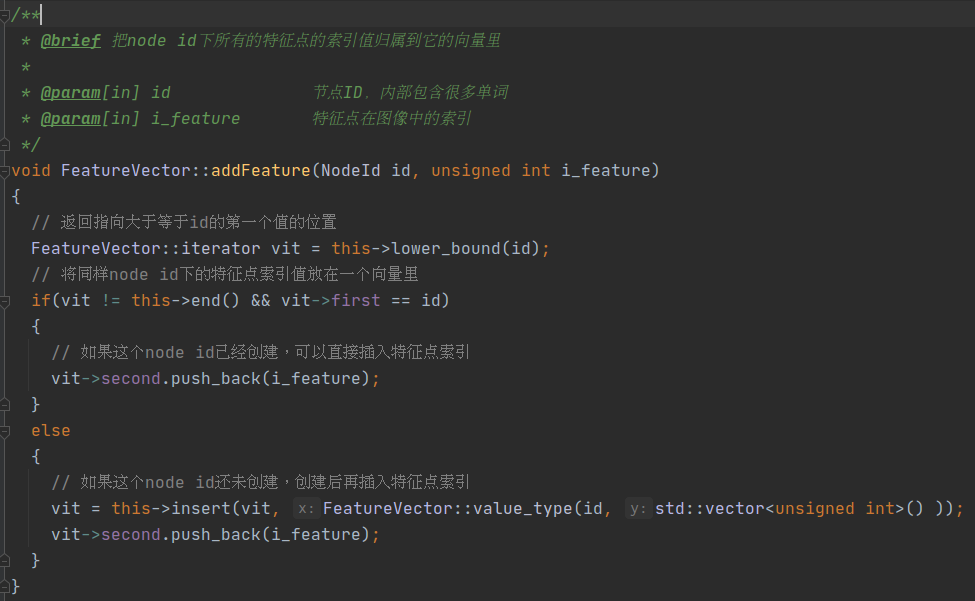 /**
 * @brief 把node id下所有的特征点的索引值归属到它的向量里
 *
 * @param[in] id              节点ID，内部包含很多单词
 * @param[in] i_feature       特征点在图像中的索引
 */
void FeatureVector::addFeature(NodeId id, unsigned int i_feature)
{
  // 返回指向大于等于id的第一个值的位置
  FeatureVector::iterator vit = this->lower_bound(id);
  // 将同样node id下的特征点索引值放在一个向量里
  if(vit != this->end() && vit->first == id)
  {
    // 如果这个node id已经创建，可以直接插入特征点索引
    vit->second.push_back(i_feature);
  }
  else
  {
    // 如果这个node id还未创建，创建后再插入特征点索引
    vit = this->insert(vit, x: FeatureVector::value_type(id, y: std::vector<unsigned int>() ));
    vit->second.push_back(i_feature);
  }
}